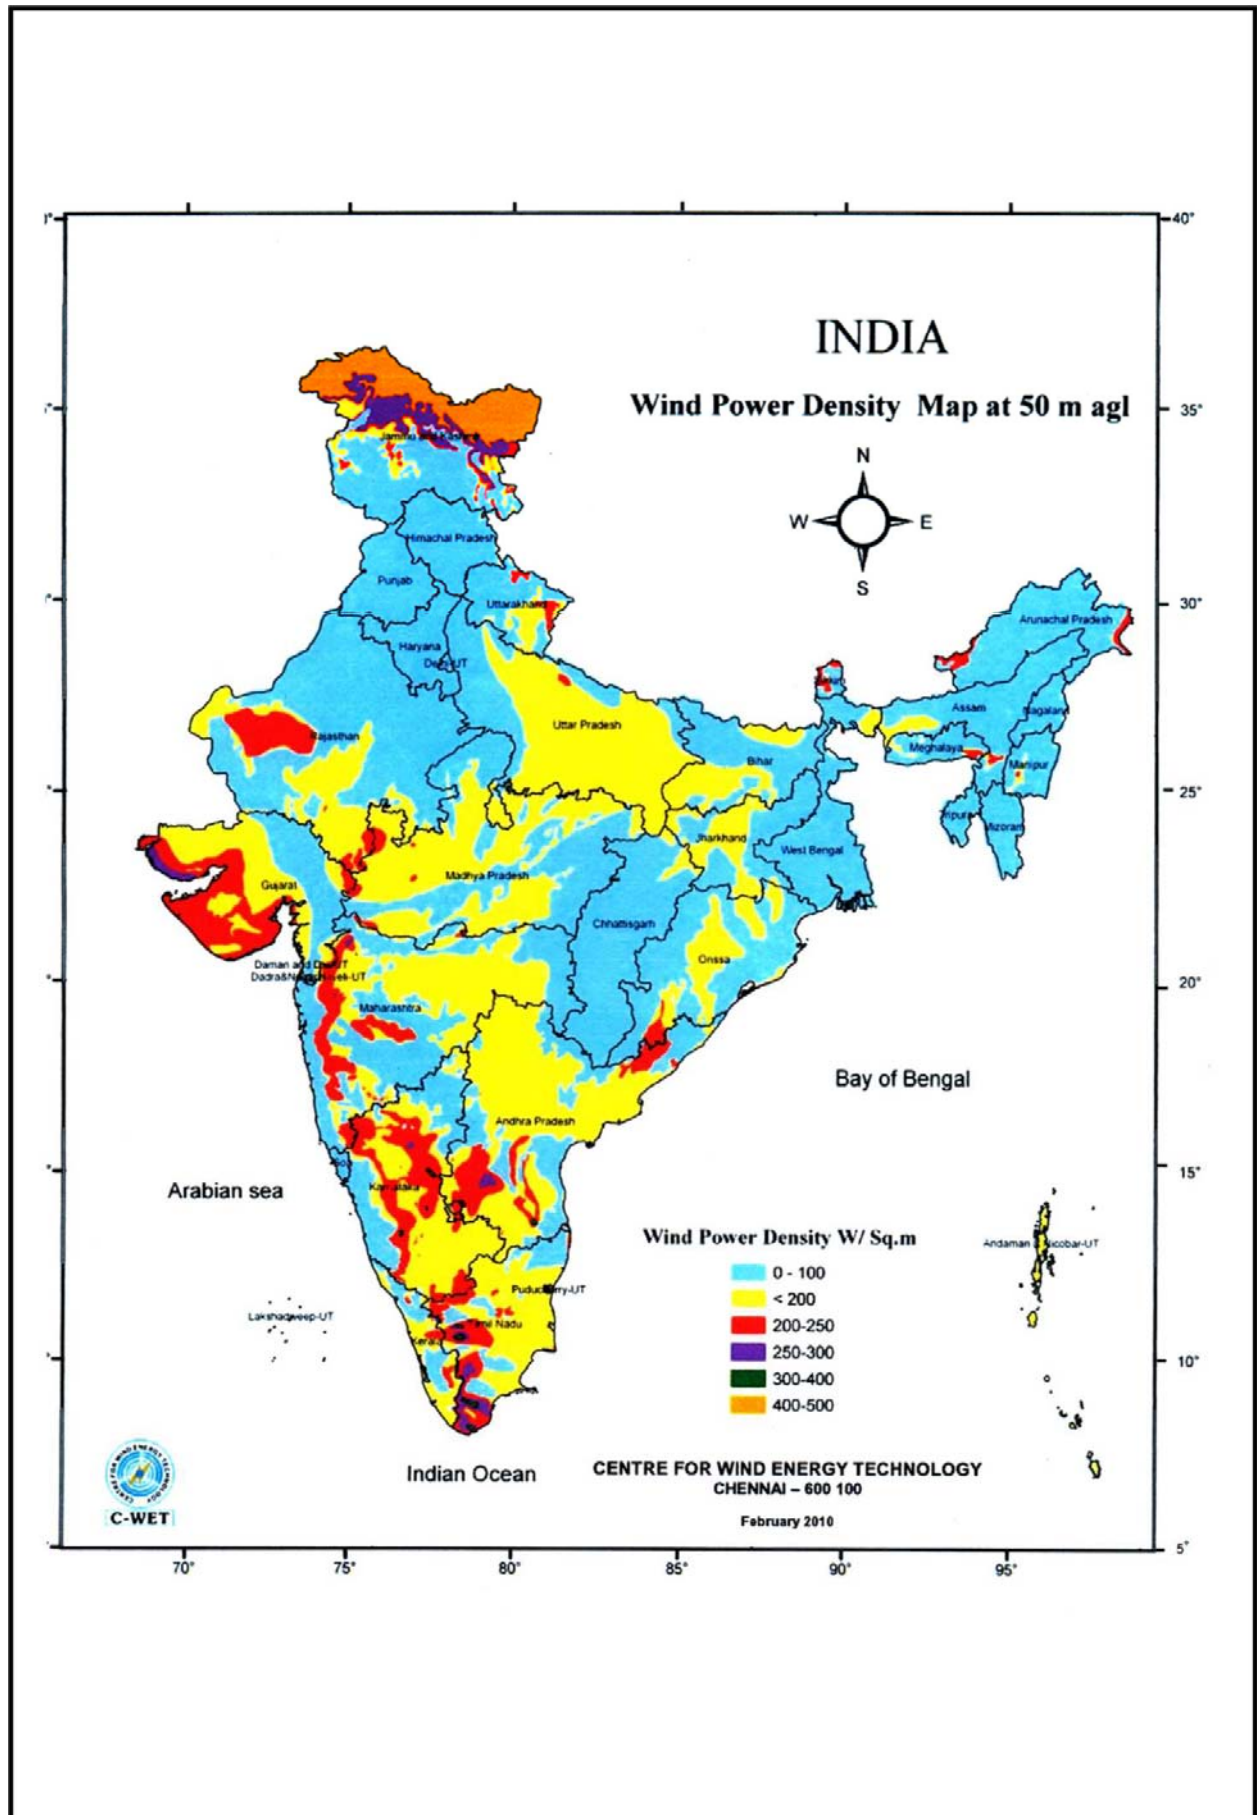 40°
INDIA
Wind Power Density Map at 50 m agl
35°
Jammu and Kashmir
N
W
E
S
Himachal Pradesh
Punjab
Uttarakhand
30°
Arunachal Pradesh
Haryana
Delhi-UT
Assam
Nagaland
Uttar Pradesh
Rajasthan
Meghalaya
Bihar
Manipur
25°
Tripura
Mizoram
Jharkhand
West Bengal
Madhya Pradesh
Gujarat
Chhattisgarh
Orissa
Daman and Diu-UT
20°
Maharashtra
Bay of Bengal
Andhra Pradesh
15°
Arabian sea
Karnataka
Wind Power Density W/ Sq.m
Andaman & Nicobar-UT
0 - 100
< 200
200-250
250-300
300-400
400-500
Puducherry-UT
Lakshadweep-UT
Tamil Nadu
Kerala
10°
CENTRE FOR WIND ENERGY TECHNOLOGY
Indian Ocean
CENTRE FOR WIND ENERGY TECHNOLOGY
CHENNAI – 600 100
C-WET
February 2010
5°
70°
75°
80°
85°
90°
95°